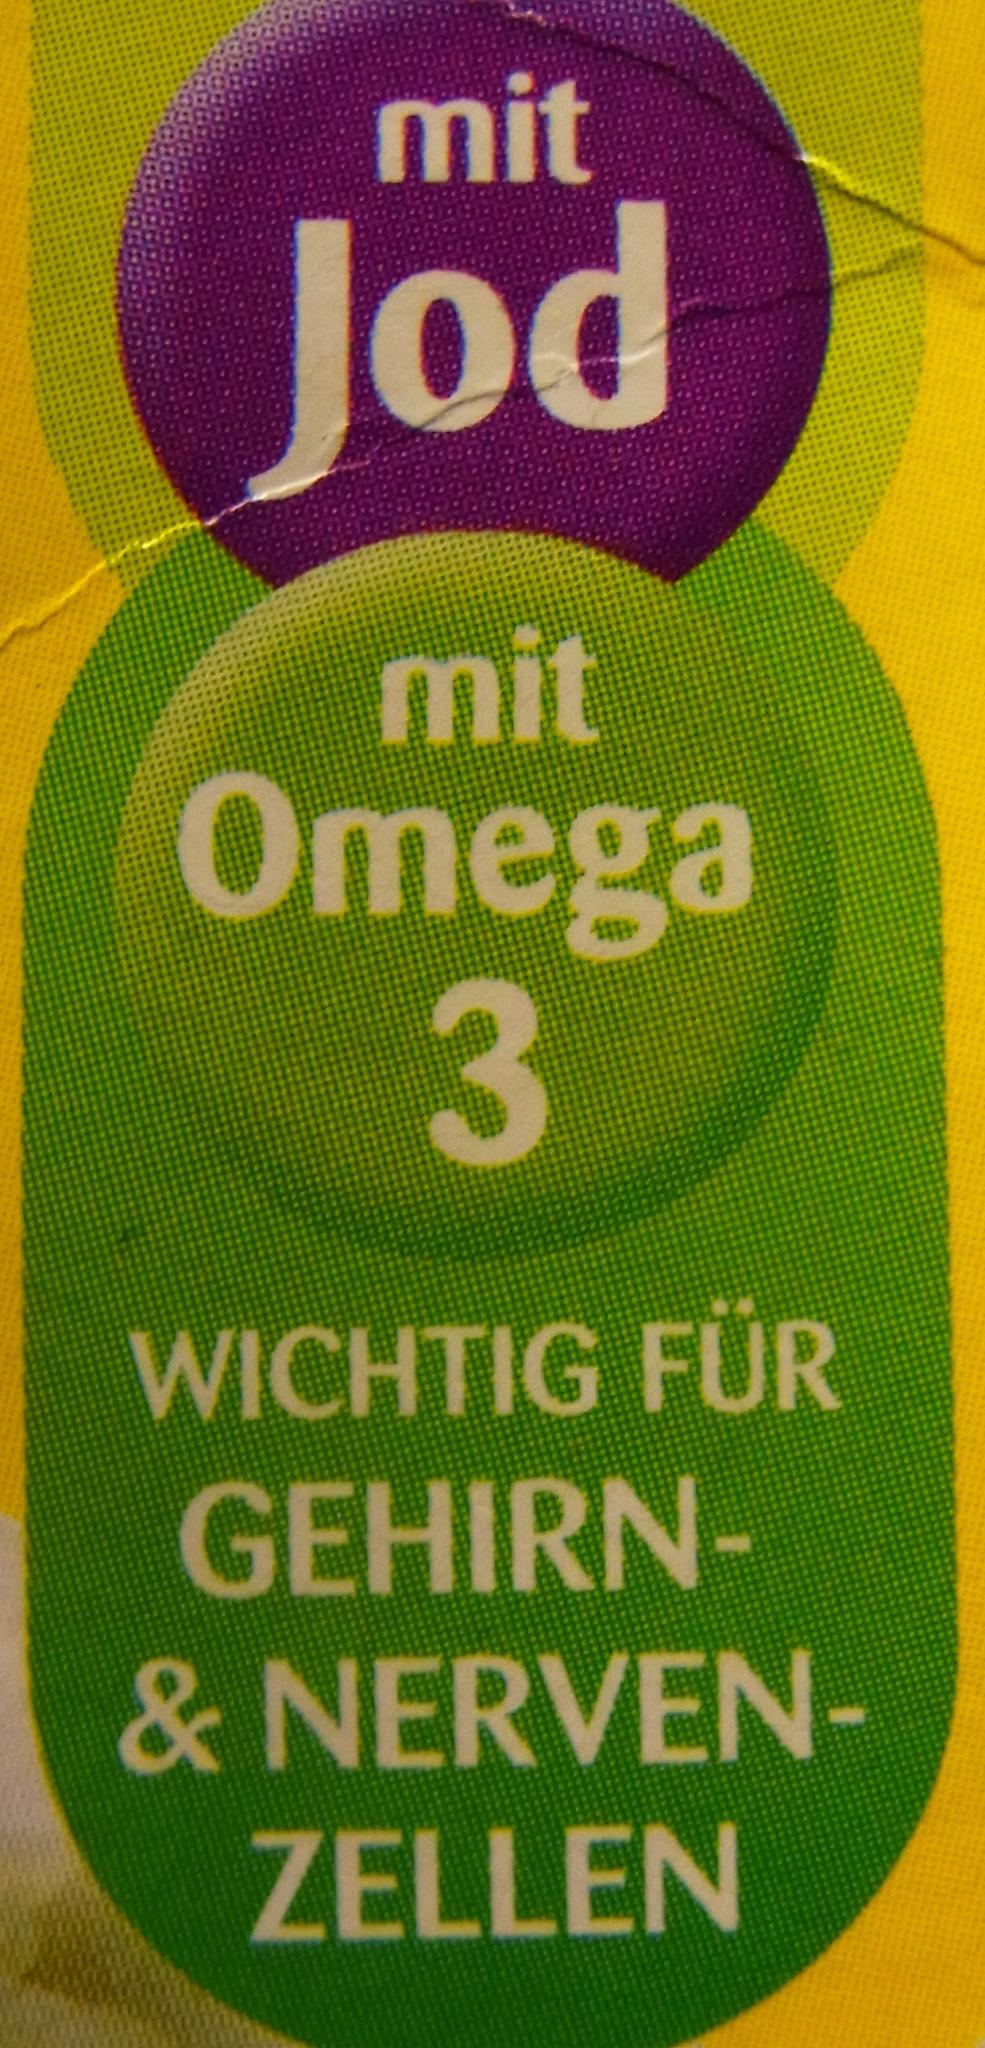 mit
Jod
mit
Omega
3
WICHTIG FÜR
GEHIRN-
& NERVEN-
ZELLEN